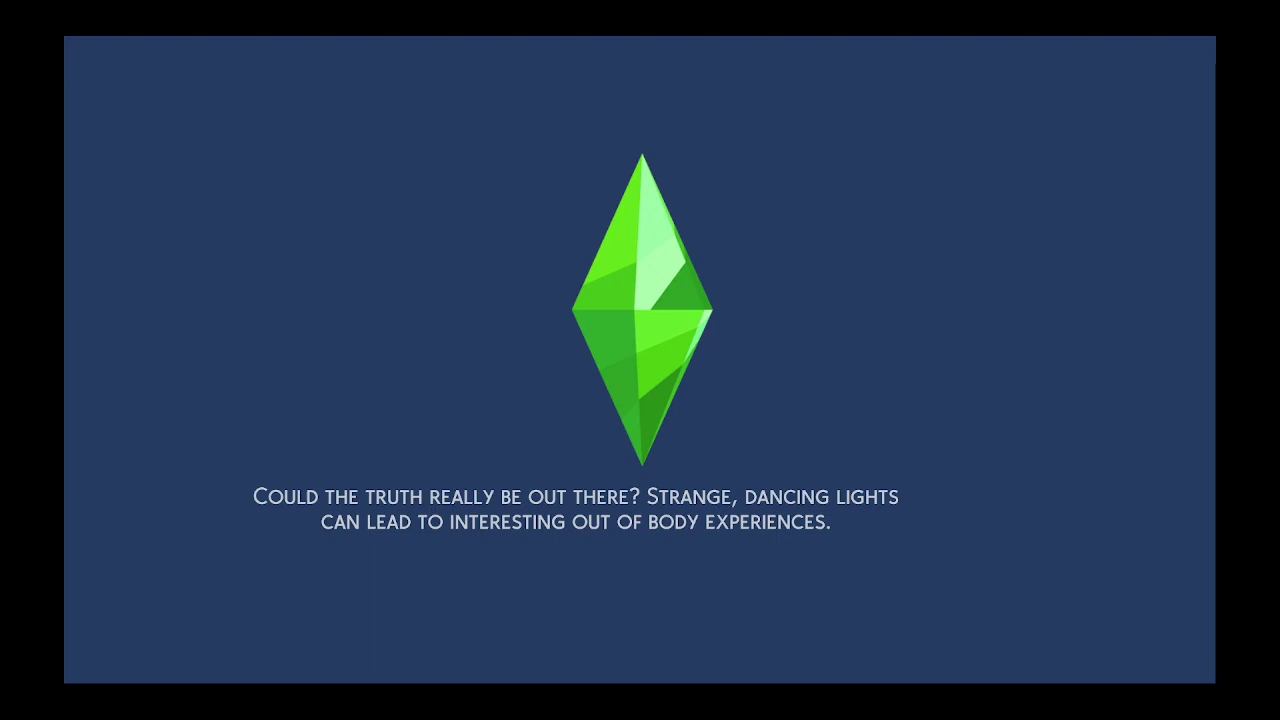 Could the truth really be out there? Strange, dancing lights
can lead to interesting out of body experiences.